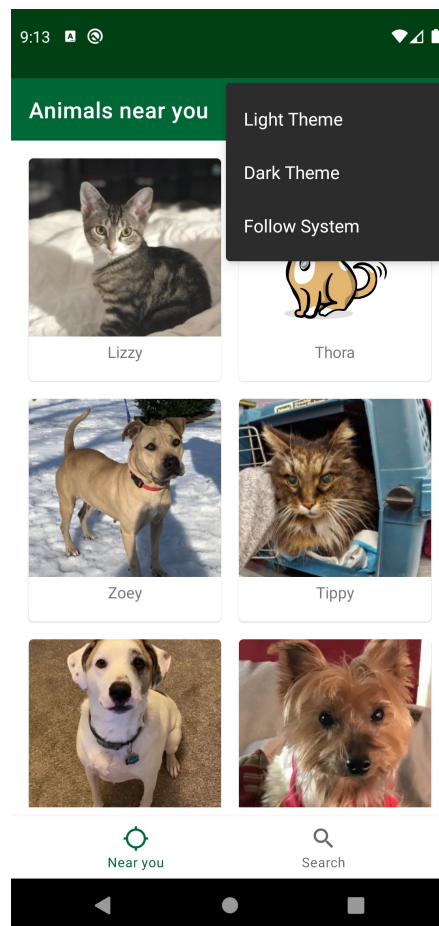 9:13
Animals near you
Light Theme
Dark Theme
Follow System
Lizzy
Thora
Zoey
Tippy
Near you
Search